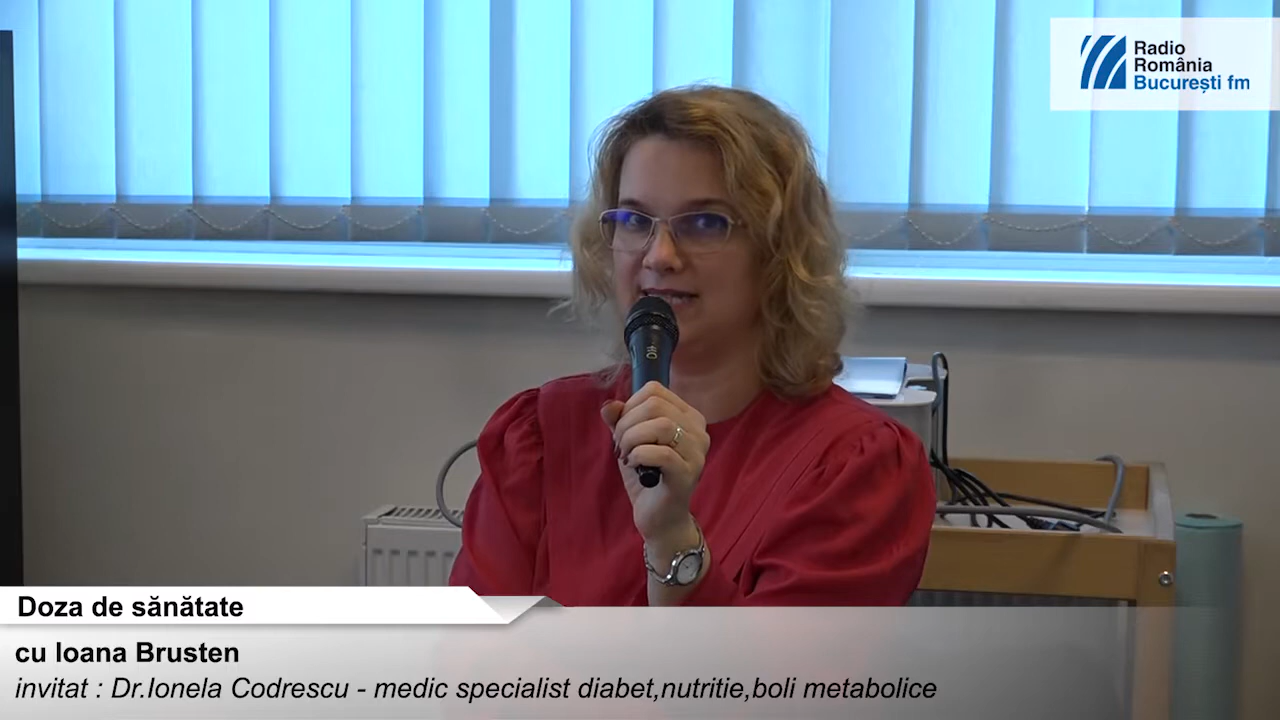 Radio
România
București fm
Doza de sănătate
cu Ioana Brusten
invitat : Dr.Ionela Codrescu - medic specialist diabet,nutritie,boli metabolice